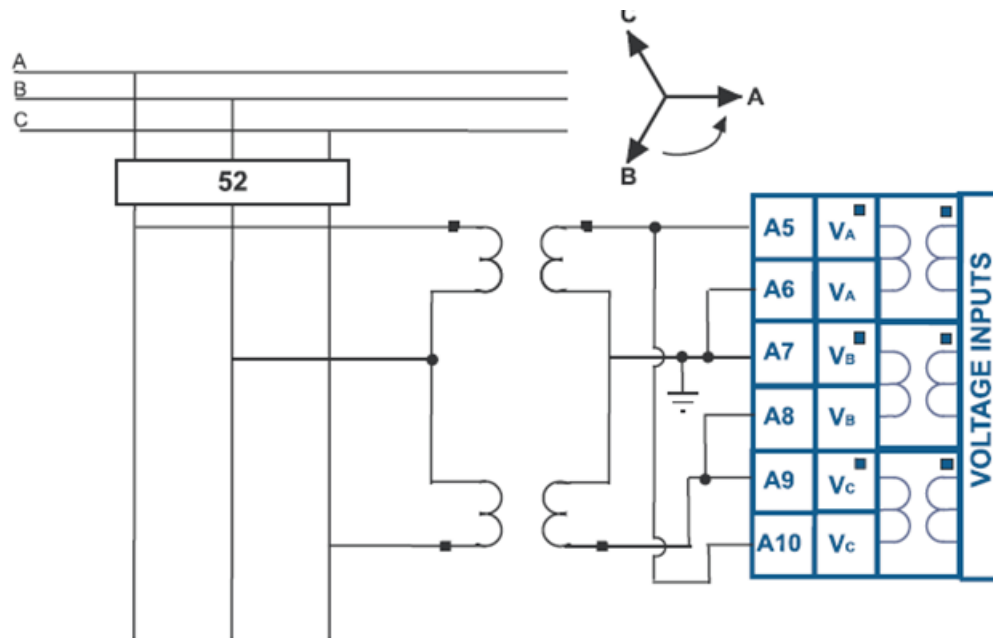 C
A
B
A
C
B
52
A5 VA
A6 VA
A7 VB
A8 VB
A9 VC
A10 VC
VOLTAGE INPUTS